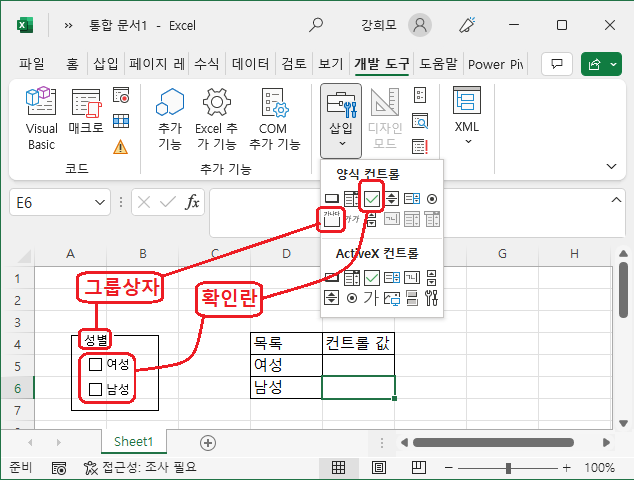 통합 문서1 - Excel
강희모
파일 홈 삽입 페이지 레 수식 데이터 검토 보기 개발 도구 도움말 Power Piv
Visual Basic
매크로
추가 기능
Excel 추가 기능
COM 추가 기능
삽입
디자인 모드
XML
코드
추가 기능
양식 컨트롤
가나다
가가
ActiveX 컨트롤
가
E6
fx
A B C D E F G H
1
2
3
4
5
6
7
그룹상자
확인란
성별
여성
남성
목록 컨트롤 값
여성
남성
Sheet1
준비
접근성: 조사 필요
100%